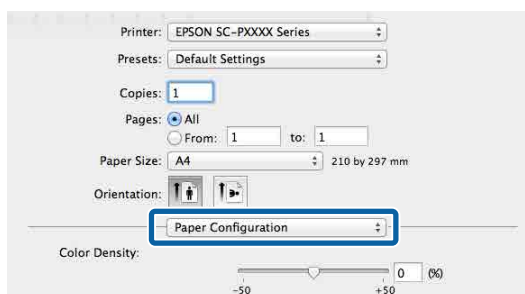 Printer: EPSON SC-PXXXX Series
Presets: Default Settings
Copies: 1
Pages: All
From: 1 to: 1
Paper Size: A4 210 by 297 mm
Orientation:
Paper Configuration
Color Density:
0 (%)
-50 +50